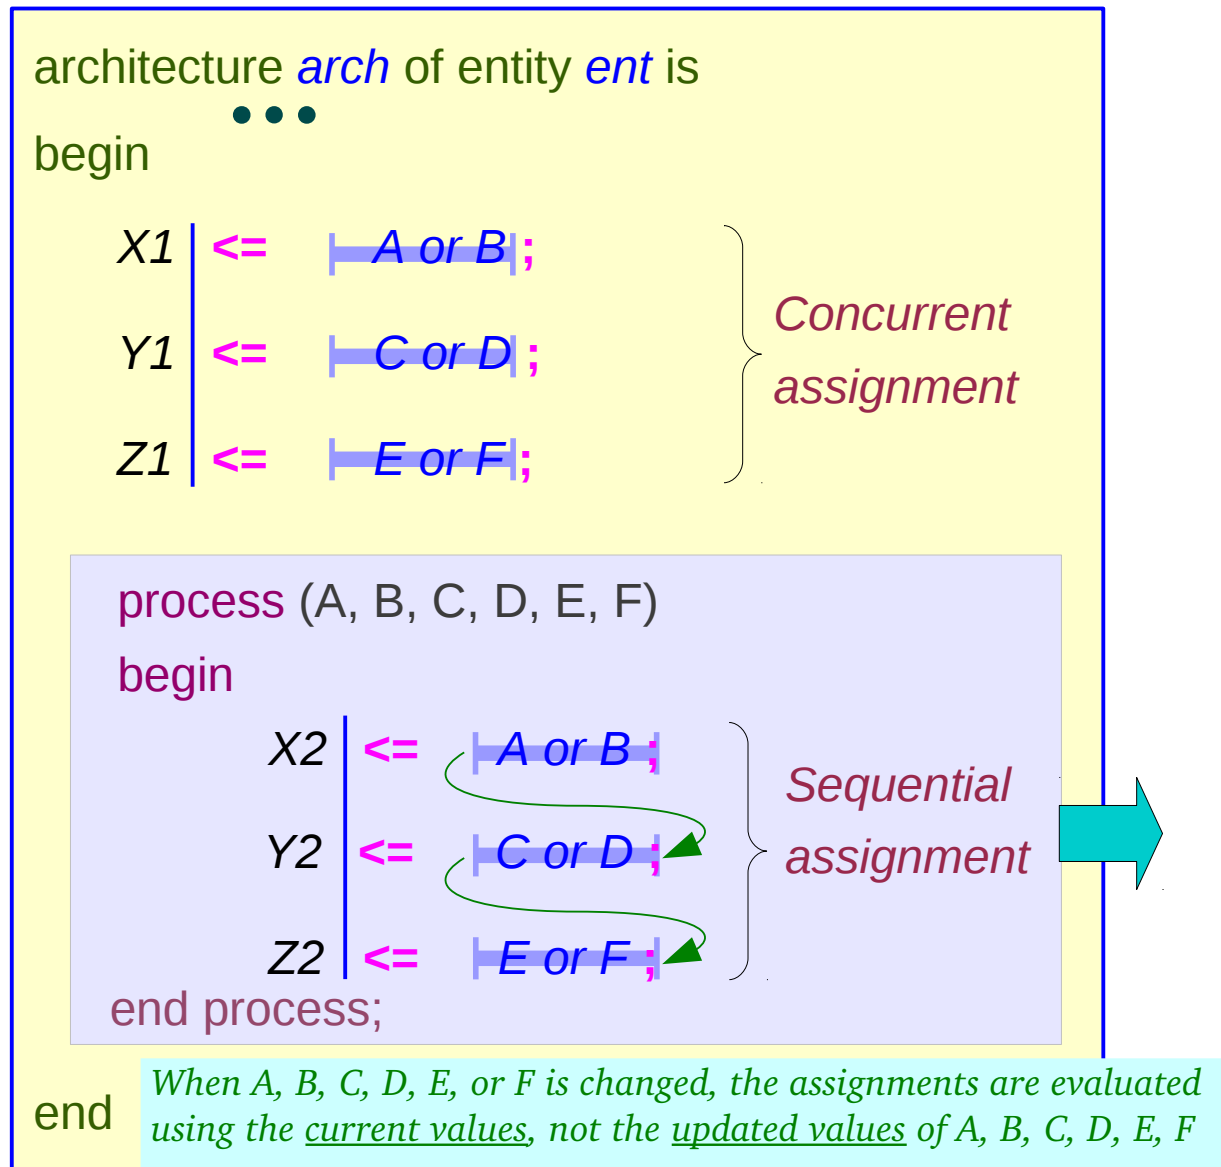 architecture arch of entity ent is
● ● ●
begin
X1 <= A or B ;
Y1 <= C or D ;
Z1 <= E or F ;
Concurrent
assignment
process (A, B, C, D, E, F)
begin
X2 <= A or B ;
Y2 <= C or D ;
Z2 <= E or F ;
Sequential
assignment
end process;
end
When A, B, C, D, E, or F is changed, the assignments are evaluated
using the current values, not the updated values of A, B, C, D, E, F